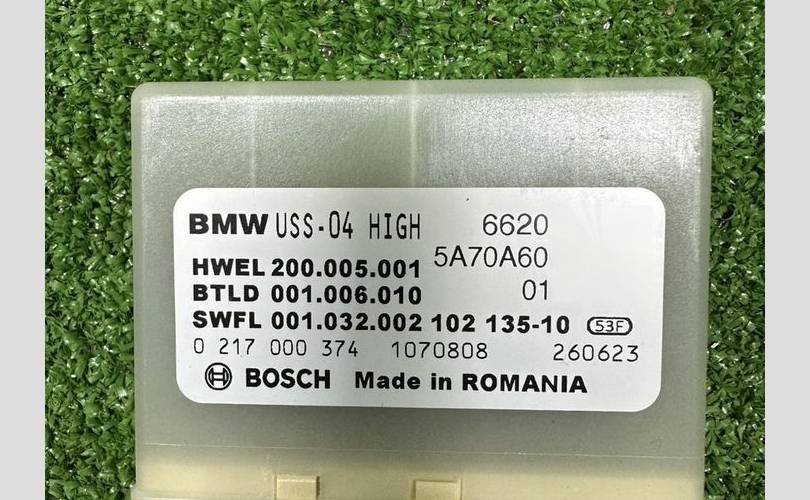 BMW USS-04 HIGH 6620
5A70A60
HWEL 200.005.001
BTLD 001.006.010 01
SWFL 001.032.002 102 135-10 53F
0 217 000 374 1070808 260623
BOSCH Made in ROMANIA